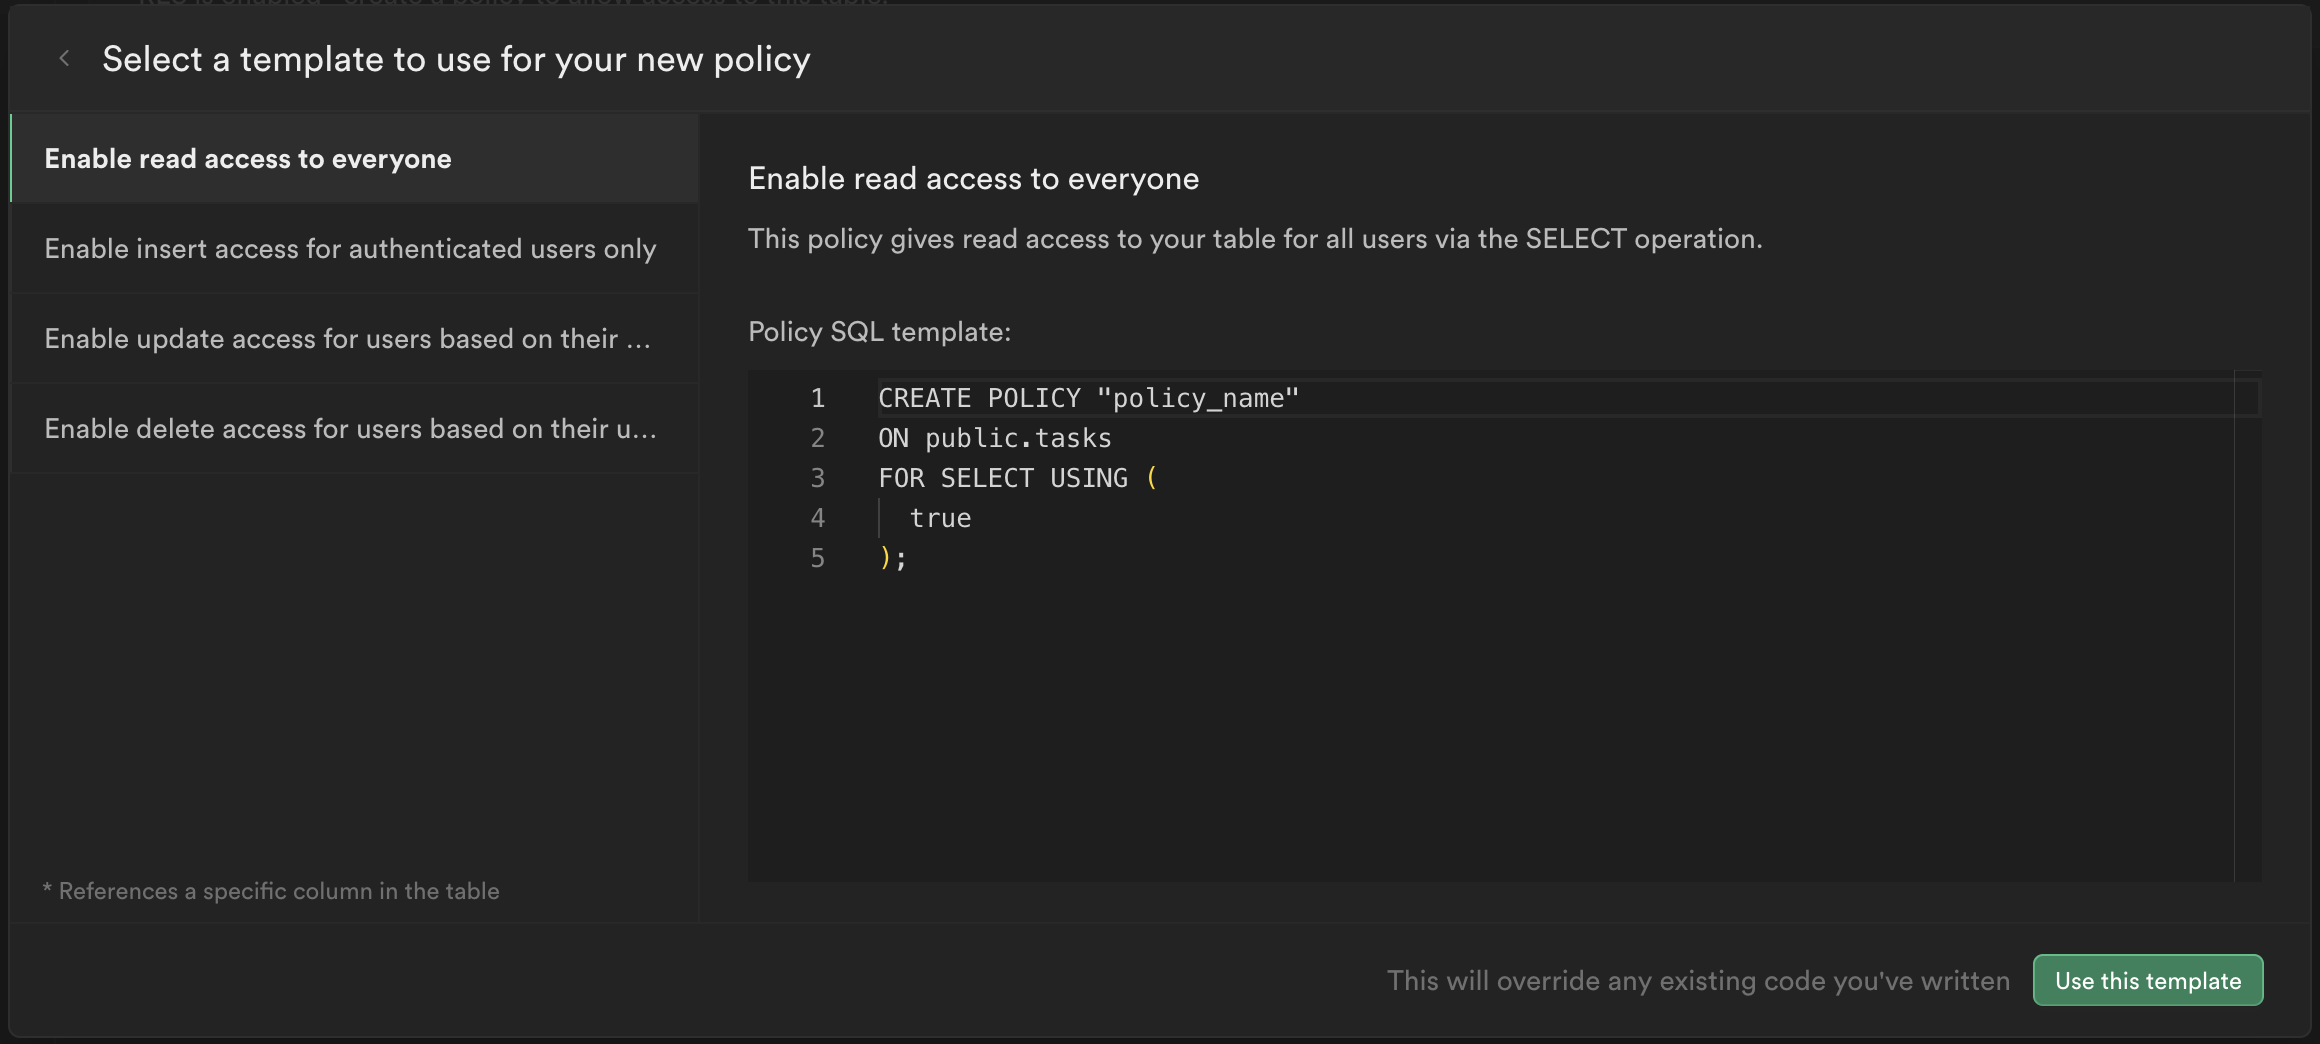 Select a template to use for your new policy
Enable read access to everyone
Enable insert access for authenticated users only
Enable update access for users based on their ...
Enable delete access for users based on their u...
* References a specific column in the table
Enable read access to everyone
This policy gives read access to your table for all users via the SELECT operation.
Policy SQL template:
1 CREATE POLICY "policy_name"
2 ON public.tasks
3 FOR SELECT USING (
4 true
5 );
This will override any existing code you've written
Use this template